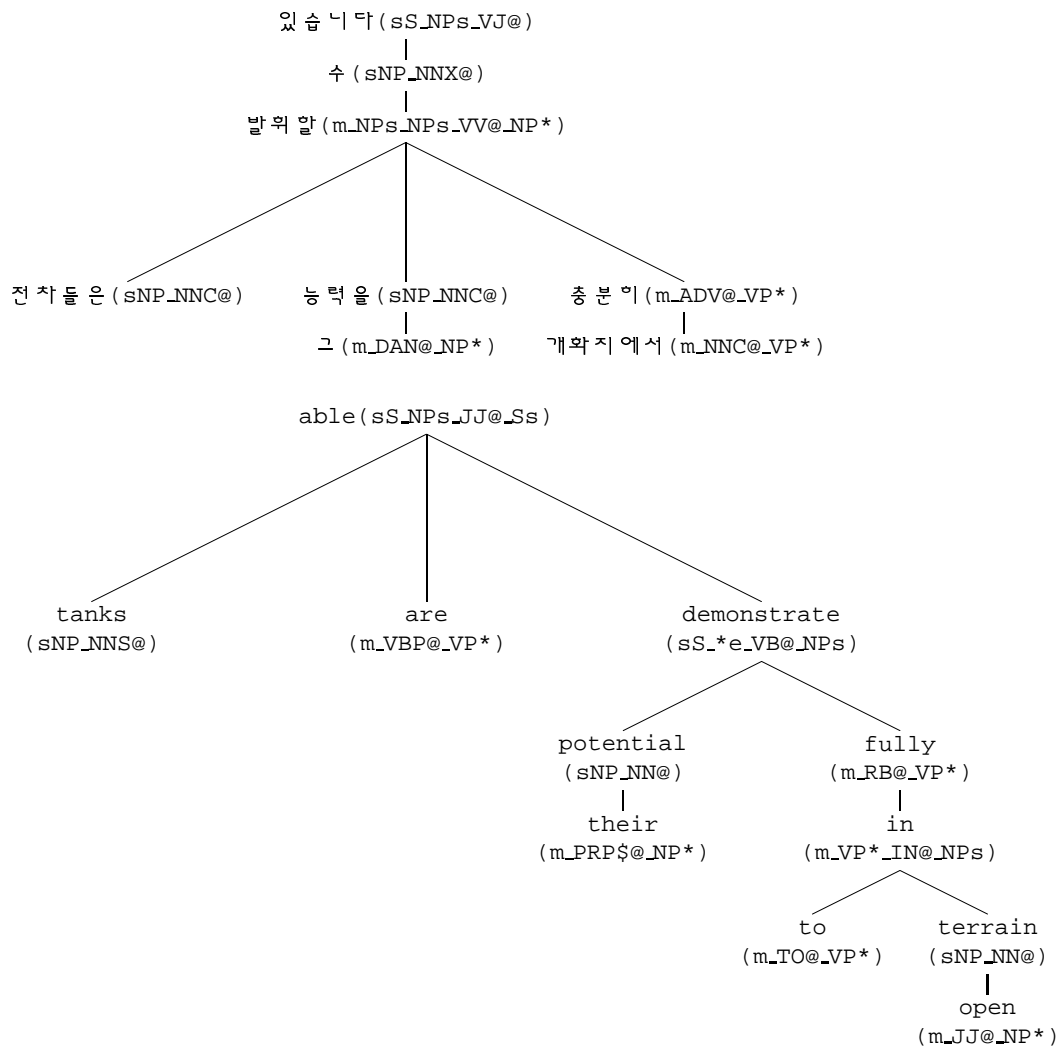 있습니다(sS_NPs_VJ@)
수(sNP_NNX@)
발휘할(m_NPs_NPs_VV@_NP*)
전차들은(sNP_NNC@) 능력을(sNP_NNC@) 충분히(m_ADV@_VP*)
그(m_DAN@_NP*) 개활지에서(m_NNC@_VP*)
able(sS_NPs_JJ@_Ss)
tanks are demonstrate
(sNP_NNS@) (m_VBP@_VP*) (sS_*e_VB@_NPs)
potential fully
(sNP_NN@) (m_RB@_VP*)
their in
(m_PRP$@_NP*) (m_VP*_IN@_NPs)
to terrain
(m_TO@_VP*) (sNP_NN@)
open
(m_JJ@_NP*)